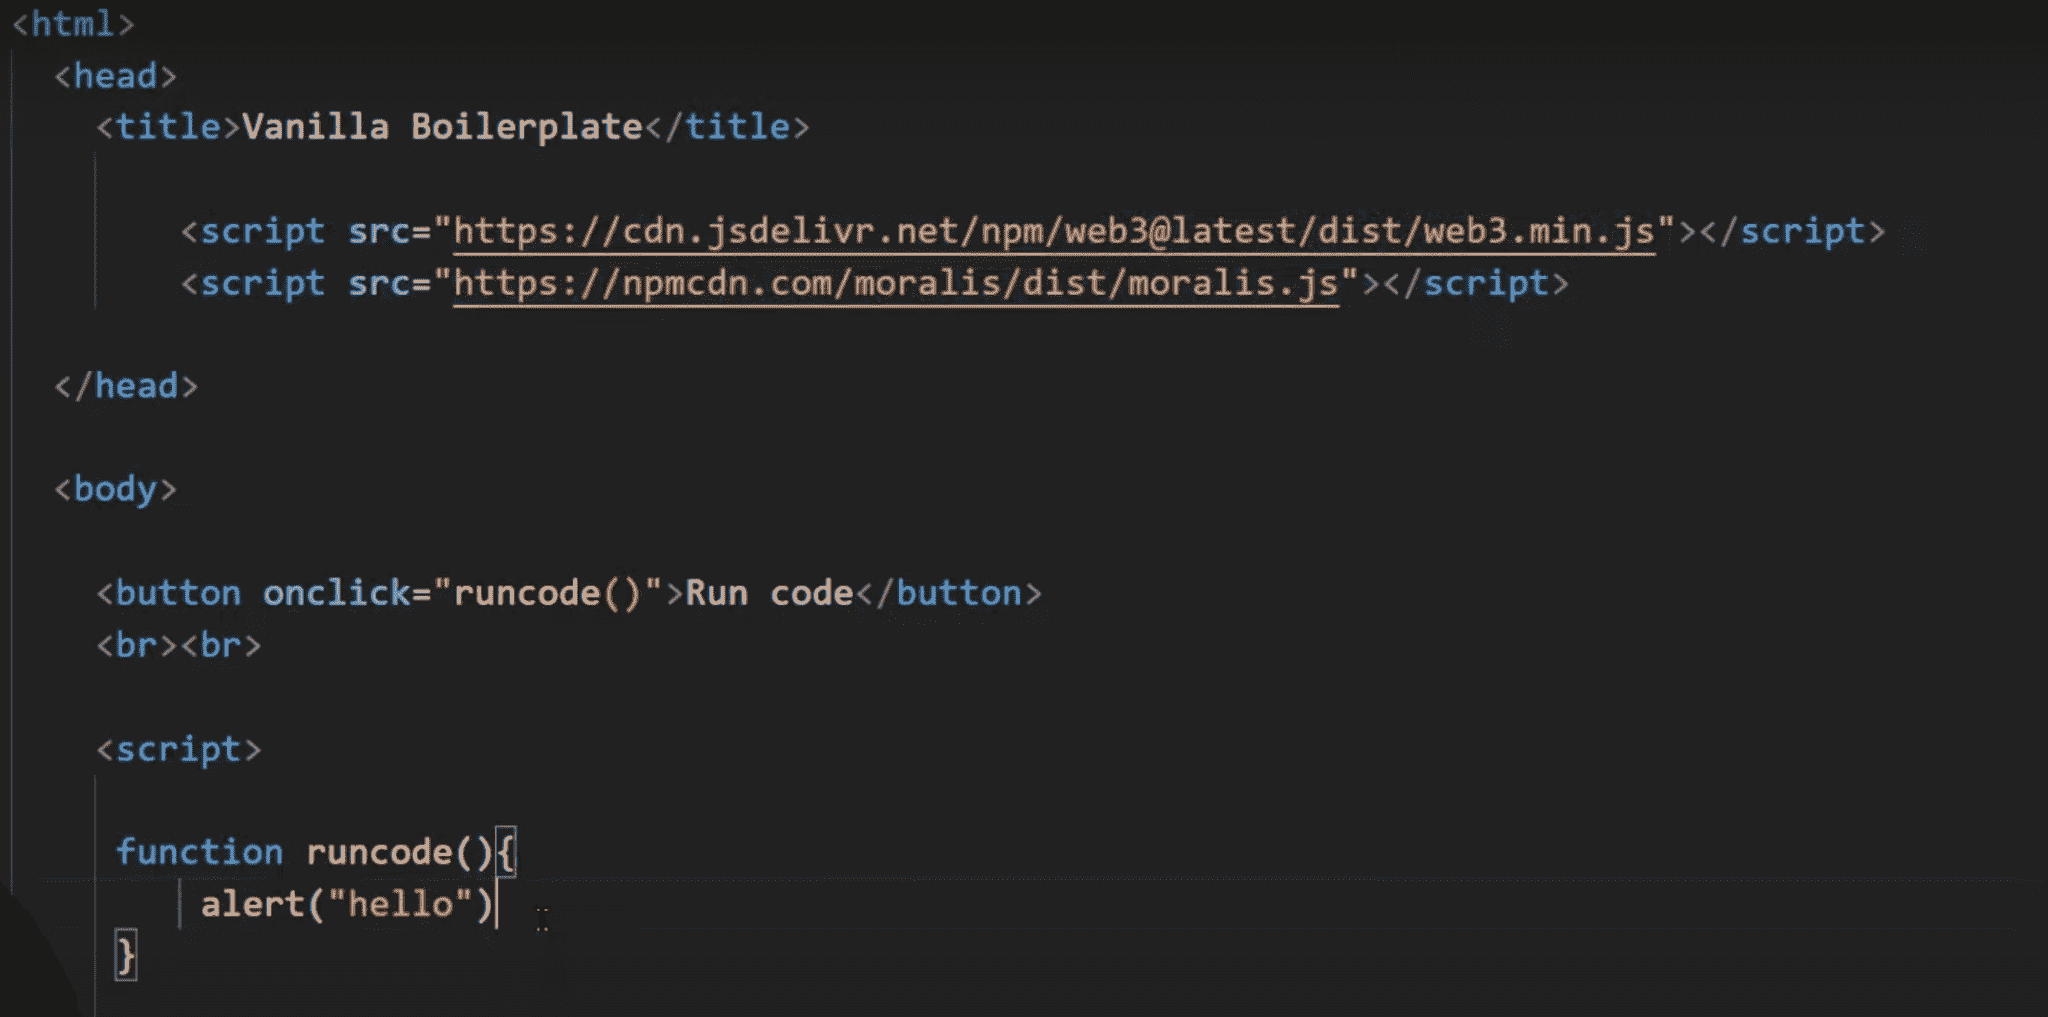 <html>
<head>
<title>Vanilla Boilerplate</title>
<script src="https://cdn.jsdelivr.net/npm/web3@latest/dist/web3.min.js"></script>
<script src="https://npmcdn.com/moralis/dist/moralis.js"></script>
</head>
<body>
<button onclick="runcode()">Run code</button>
<br><br>
<script>
function runcode(){
alert("hello")
}